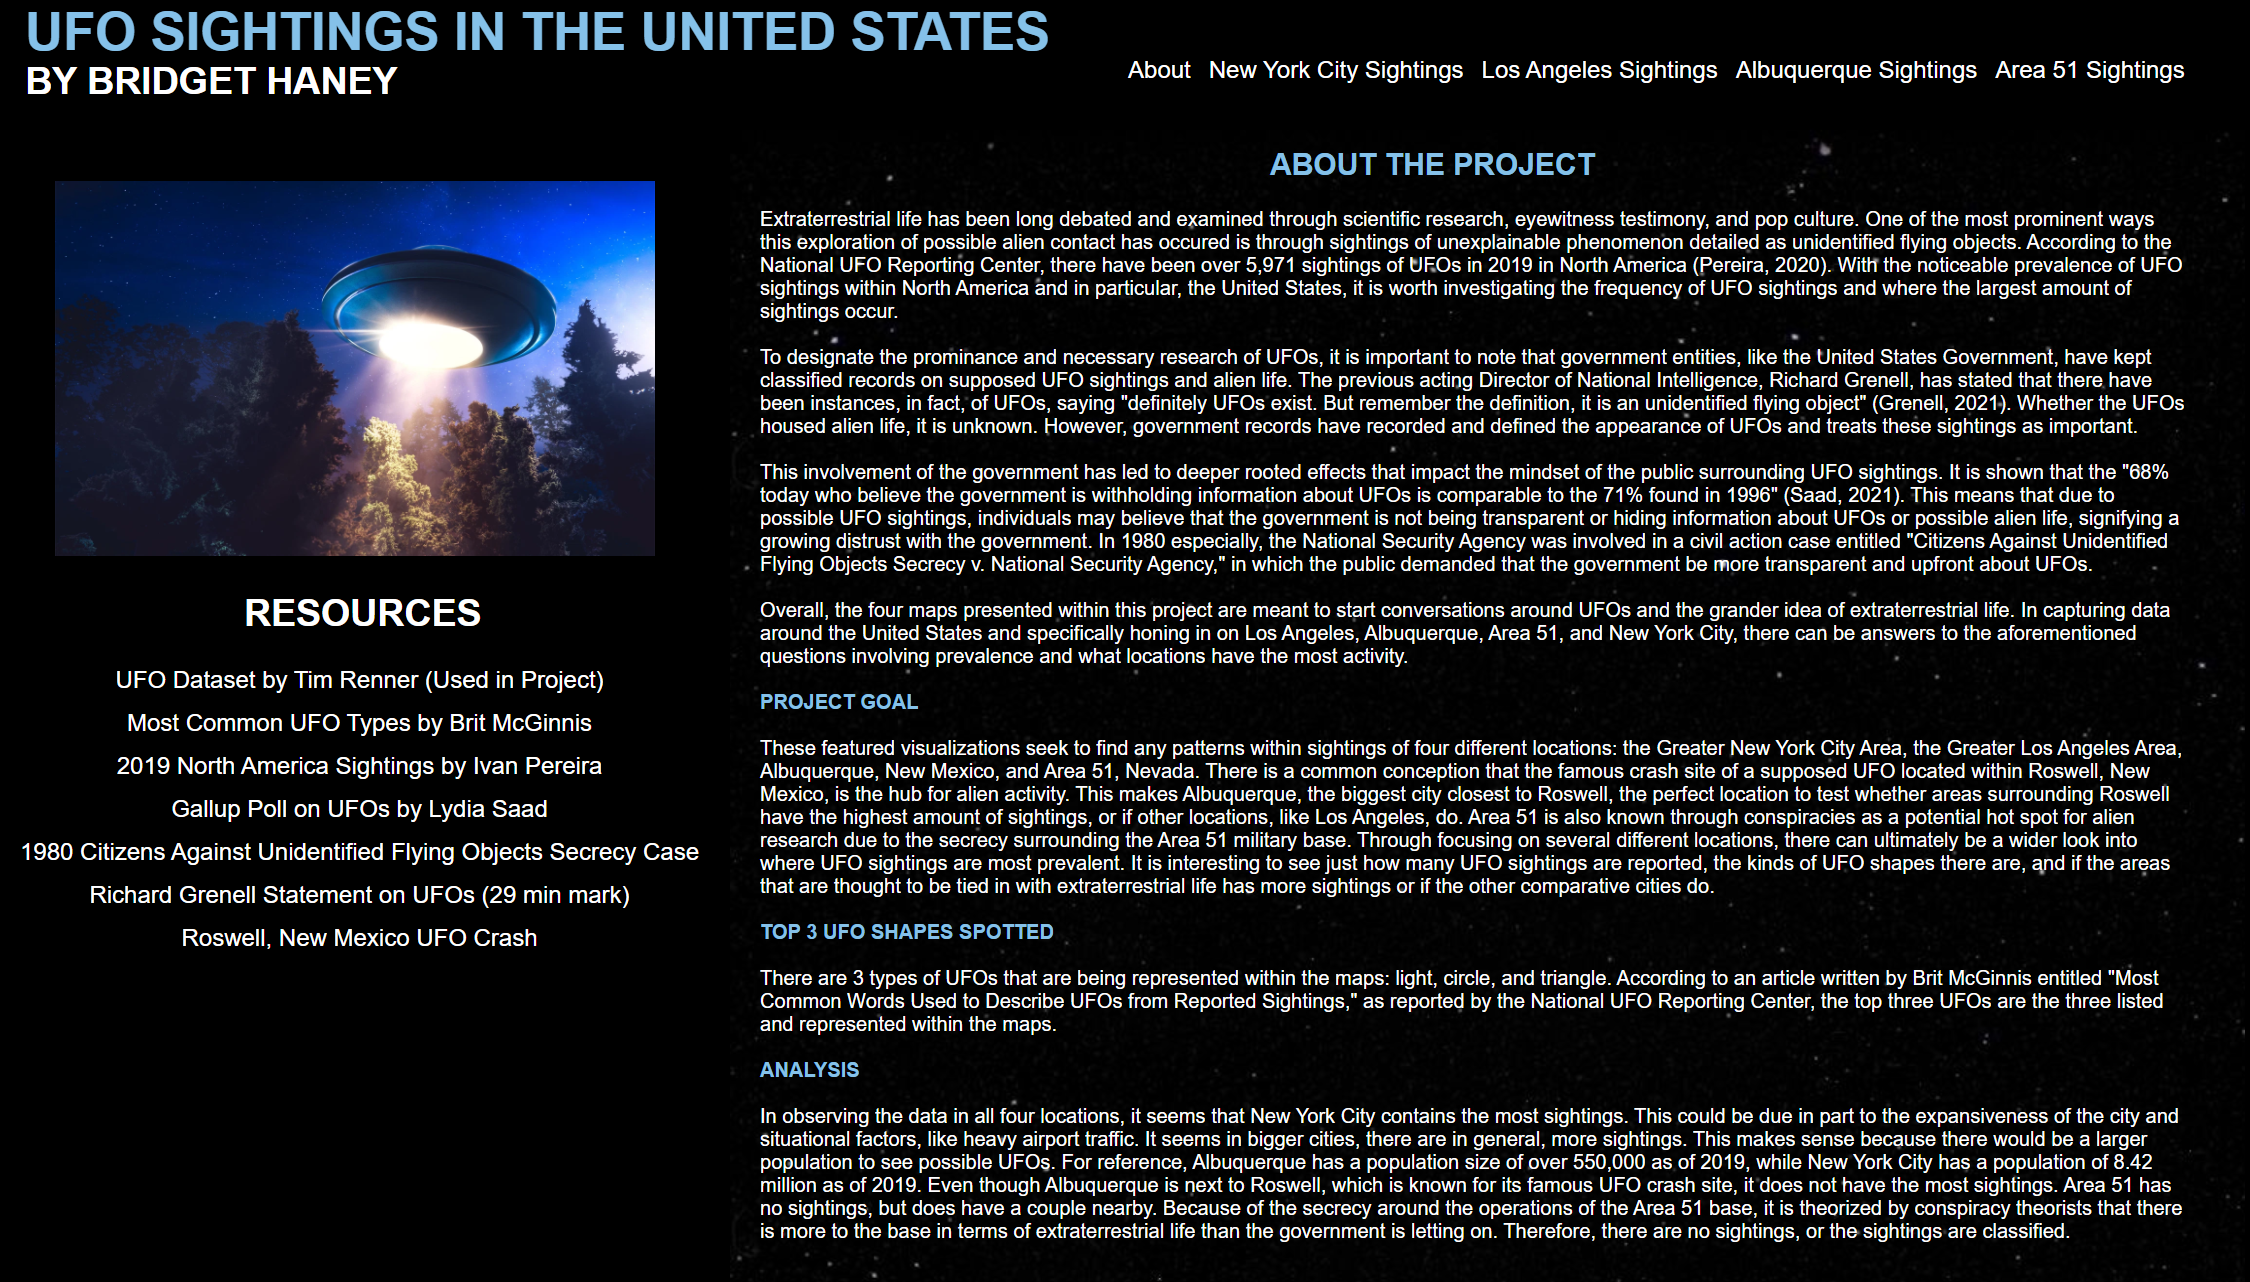 UFO SIGHTINGS IN THE UNITED STATES
BY BRIDGET HANEY
About New York City Sightings Los Angeles Sightings Albuquerque Sightings Area 51 Sightings
RESOURCES
UFO Dataset by Tim Renner (Used in Project)
Most Common UFO Types by Brit McGinnis
2019 North America Sightings by Ivan Pereira
Gallup Poll on UFOs by Lydia Saad
1980 Citizens Against Unidentified Flying Objects Secrecy Case
Richard Grenell Statement on UFOs (29 min mark)
Roswell, New Mexico UFO Crash
ABOUT THE PROJECT
Extraterrestrial life has been long debated and examined through scientific research, eyewitness testimony, and pop culture. One of the most prominent ways
this exploration of possible alien contact has occured is through sightings of unexplainable phenomenon detailed as unidentified flying objects. According to the
National UFO Reporting Center, there have been over 5,971 sightings of UFOs in 2019 in North America (Pereira, 2020). With the noticeable prevalence of UFO
sightings within North America and in particular, the United States, it is worth investigating the frequency of UFO sightings and where the largest amount of
sightings occur.
To designate the prominance and necessary research of UFOs, it is important to note that government entities, like the United States Government, have kept
classified records on supposed UFO sightings and alien life. The previous acting Director of National Intelligence, Richard Grenell, has stated that there have
been instances, in fact, of UFOs, saying "definitely UFOs exist. But remember the definition, it is an unidentified flying object" (Grenell, 2021). Whether the UFOs
housed alien life, it is unknown. However, government records have recorded and defined the appearance of UFOs and treats these sightings as important.
This involvement of the government has led to deeper rooted effects that impact the mindset of the public surrounding UFO sightings. It is shown that the "68%
today who believe the government is withholding information about UFOs is comparable to the 71% found in 1996" (Saad, 2021). This means that due to
possible UFO sightings, individuals may believe that the government is not being transparent or hiding information about UFOs or possible alien life, signifying a
growing distrust with the government. In 1980 especially, the National Security Agency was involved in a civil action case entitled "Citizens Against Unidentified
Flying Objects Secrecy v. National Security Agency," in which the public demanded that the government be more transparent and upfront about UFOs.
Overall, the four maps presented within this project are meant to start conversations around UFOs and the grander idea of extraterrestrial life. In capturing data
around the United States and specifically honing in on Los Angeles, Albuquerque, Area 51, and New York City, there can be answers to the aforementioned
questions involving prevalence and what locations have the most activity.
PROJECT GOAL
These featured visualizations seek to find any patterns within sightings of four different locations: the Greater New York City Area, the Greater Los Angeles Area,
Albuquerque, New Mexico, and Area 51, Nevada. There is a common conception that the famous crash site of a supposed UFO located within Roswell, New
Mexico, is the hub for alien activity. This makes Albuquerque, the biggest city closest to Roswell, the perfect location to test whether areas surrounding Roswell
have the highest amount of sightings, or if other locations, like Los Angeles, do. Area 51 is also known through conspiracies as a potential hot spot for alien
research due to the secrecy surrounding the Area 51 military base. Through focusing on several different locations, there can ultimately be a wider look into
where UFO sightings are most prevalent. It is interesting to see just how many UFO sightings are reported, the kinds of UFO shapes there are, and if the areas
that are thought to be tied in with extraterrestrial life has more sightings or if the other comparative cities do.
TOP 3 UFO SHAPES SPOTTED
There are 3 types of UFOs that are being represented within the maps: light, circle, and triangle. According to an article written by Brit McGinnis entitled "Most
Common Words Used to Describe UFOs from Reported Sightings," as reported by the National UFO Reporting Center, the top three UFOs are the three listed
and represented within the maps.
ANALYSIS
In observing the data in all four locations, it seems that New York City contains the most sightings. This could be due in part to the expansiveness of the city and
situational factors, like heavy airport traffic. It seems in bigger cities, there are in general, more sightings. This makes sense because there would be a larger
population to see possible UFOs. For reference, Albuquerque has a population size of over 550,000 as of 2019, while New York City has a population of 8.42
million as of 2019. Even though Albuquerque is next to Roswell, which is known for its famous UFO crash site, it does not have the most sightings. Area 51 has
no sightings, but does have a couple nearby. Because of the secrecy around the operations of the Area 51 base, it is theorized by conspiracy theorists that there
is more to the base in terms of extraterrestrial life than the government is letting on. Therefore, there are no sightings, or the sightings are classified.